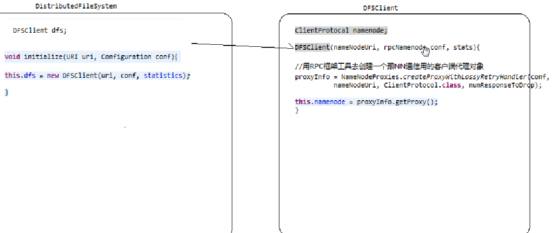 DistributedFileSystem
DFSClient dfs;
void initialize(URI uri, Configuration conf){
this.dfs = new DFSClient(uri, conf, statistics);
}
DFSClient
ClientProtocal namenode;
DFSClient(nameNodeUri, rpcNamenode,conf, stats){
//用RPC框架工具去创建一个跟NN通信用的客户端代理对象
proxyInfo = NameNodeProxies.createProxyWithLossyRetryHandler(conf,
nameNodeUri, ClientProtocol.class, numResponseToDrop);
this.namenode = proxyInfo.getProxy();
}